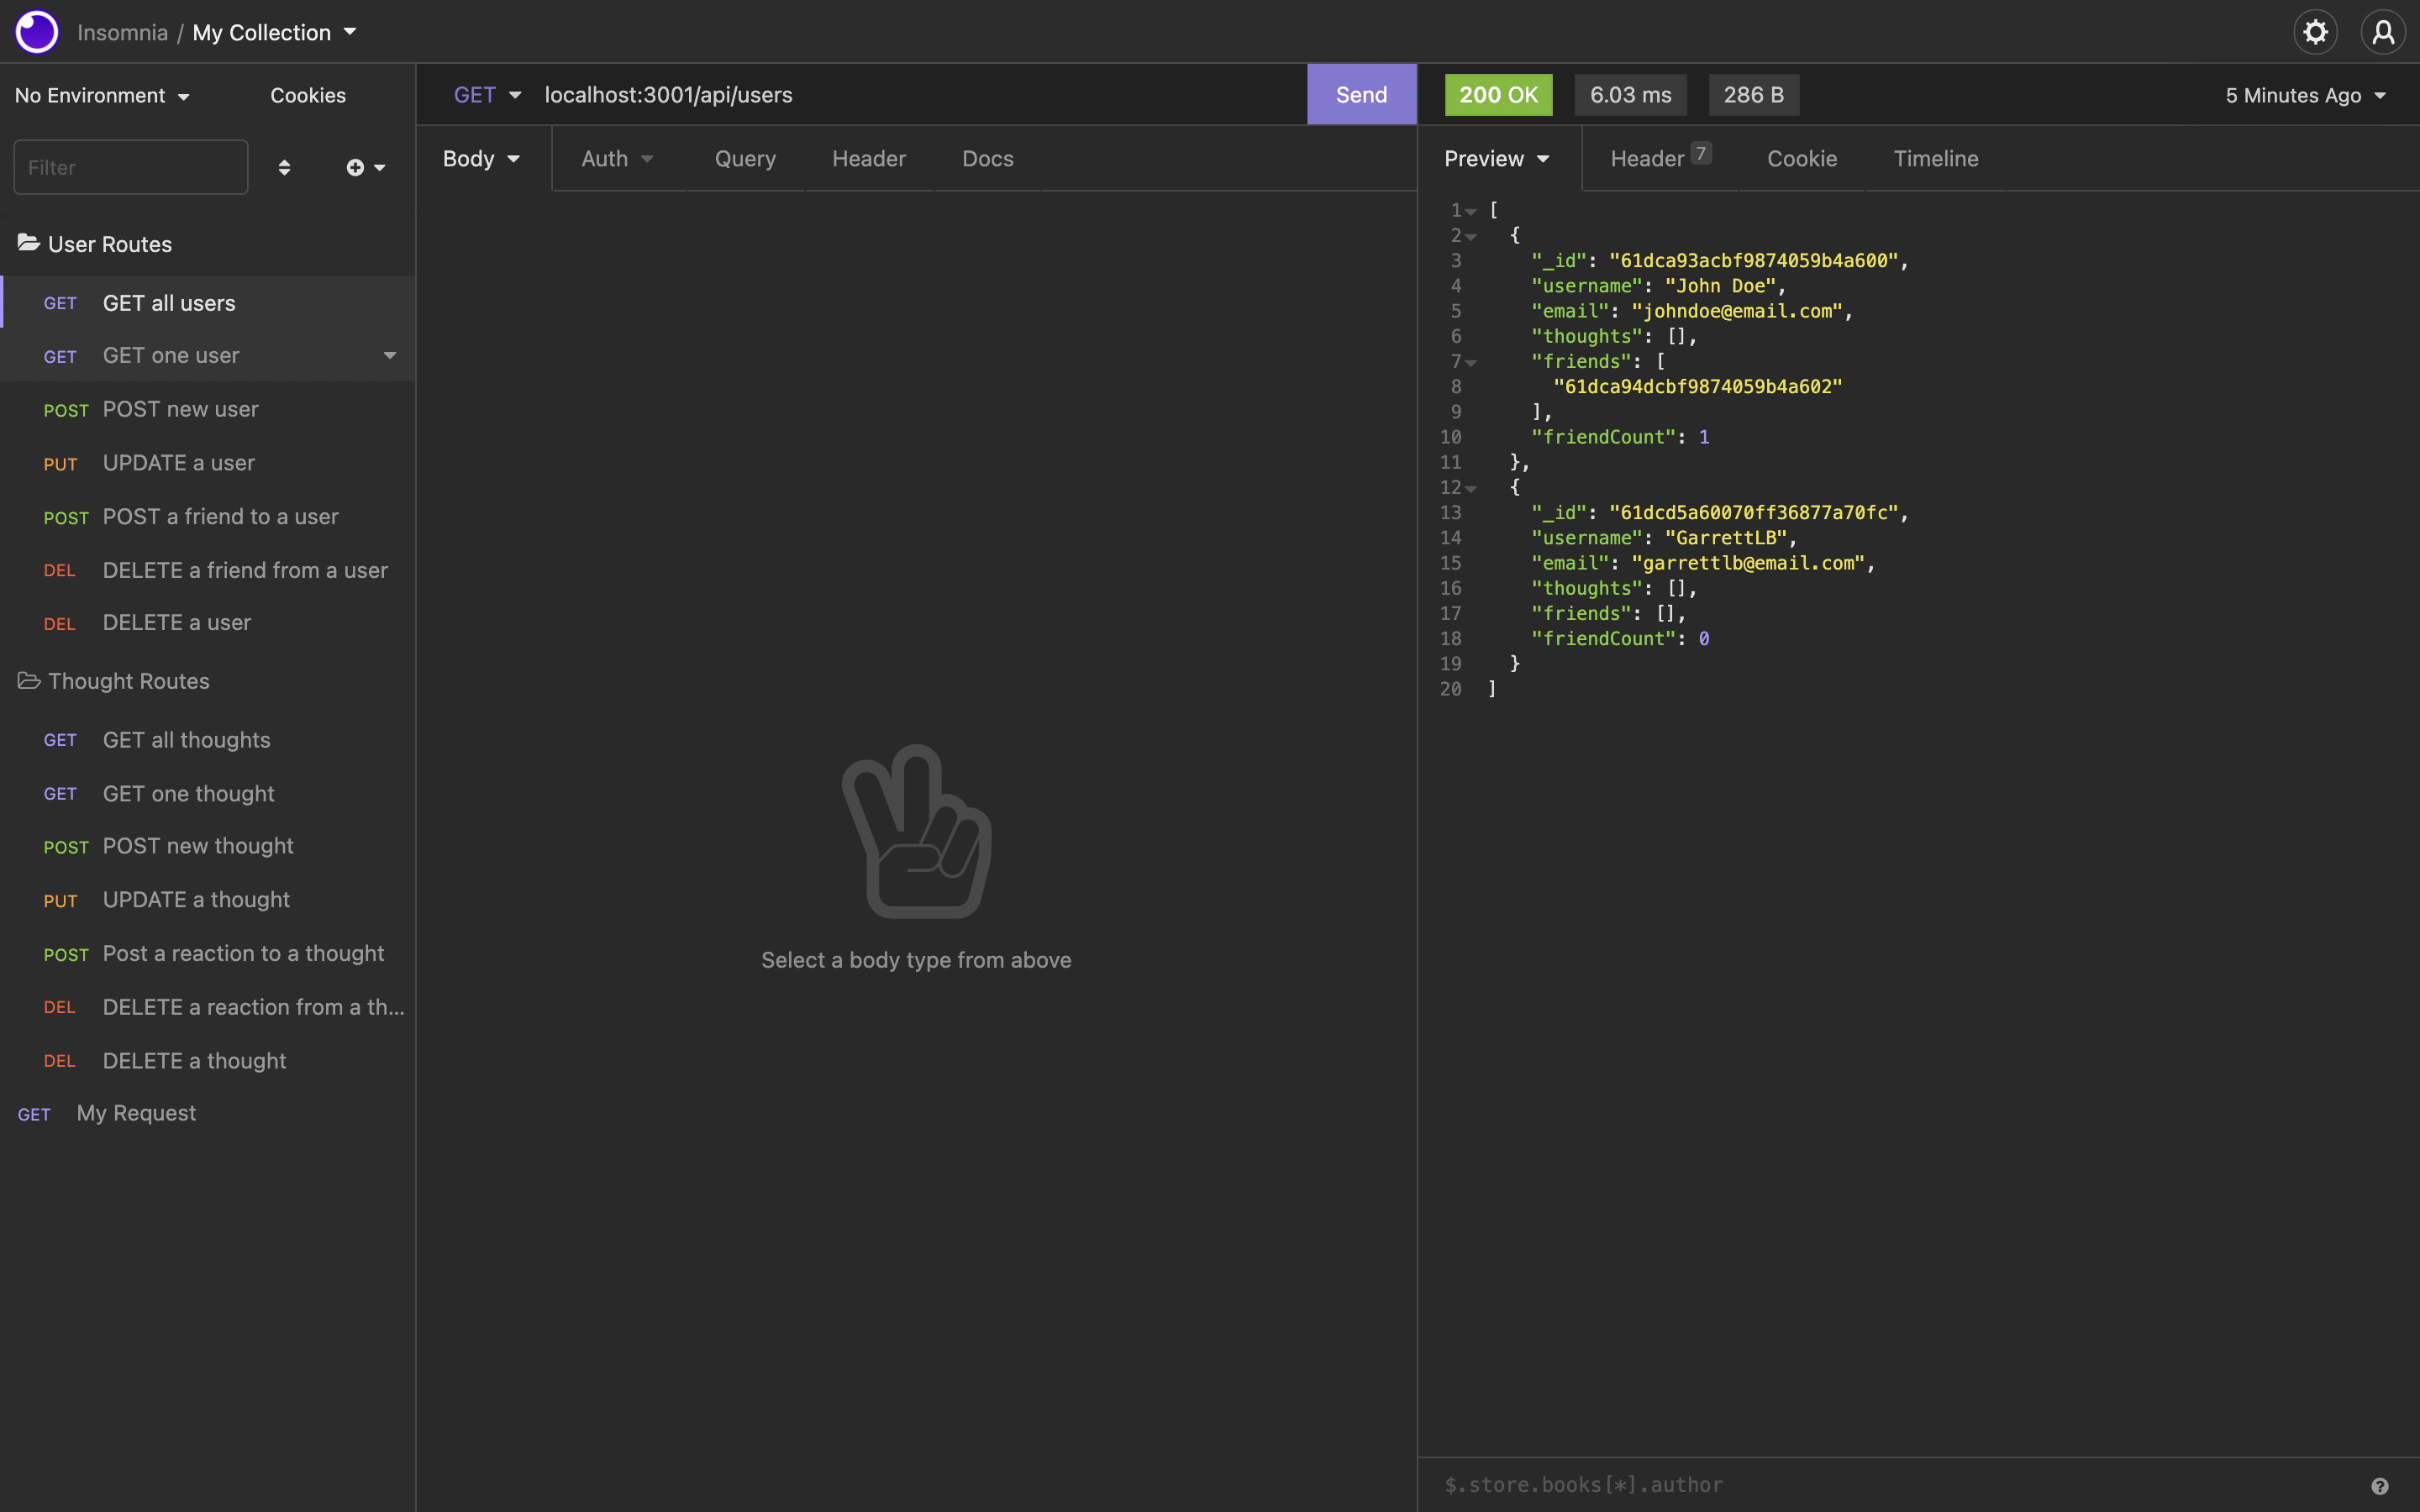 Insomnia / My Collection
No Environment
Cookies
Filter
User Routes
GET GET all users
GET GET one user
POST POST new user
PUT UPDATE a user
POST POST a friend to a user
DEL DELETE a friend from a user
DEL DELETE a user
Thought Routes
GET GET all thoughts
GET GET one thought
POST POST new thought
PUT UPDATE a thought
POST Post a reaction to a thought
DEL DELETE a reaction from a th...
DEL DELETE a thought
GET My Request
GET localhost:3001/api/users Send
Body Auth Query Header Docs
Select a body type from above
200 OK 6.03 ms 286 B 5 Minutes Ago
Preview Header 7 Cookie Timeline
1 [
2 {
3 "_id": "61dca93acbf9874059b4a600",
4 "username": "John Doe",
5 "email": "johndoe@email.com",
6 "thoughts": [],
7 "friends": [
8 "61dca94dcbf9874059b4a602"
9 ],
10 "friendCount": 1
11 },
12 {
13 "_id": "61dcd5a60070ff36877a70fc",
14 "username": "GarrettLB",
15 "email": "garrettlb@email.com",
16 "thoughts": [],
17 "friends": [],
18 "friendCount": 0
19 }
20 ]
$.store.books[*].author